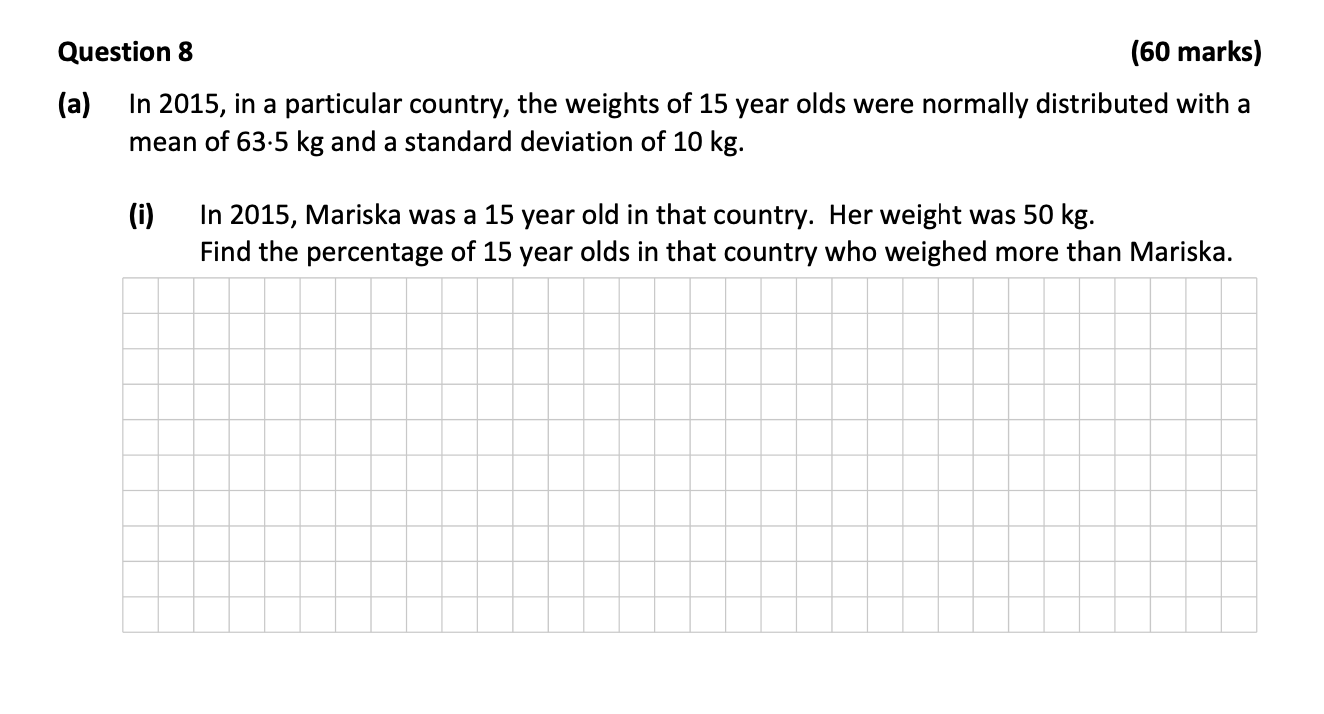 Question 8 (60 marks)
(a) In 2015, in a particular country, the weights of 15 year olds were normally distributed with a
mean of 63·5 kg and a standard deviation of 10 kg.
(i) In 2015, Mariska was a 15 year old in that country. Her weight was 50 kg.
Find the percentage of 15 year olds in that country who weighed more than Mariska.